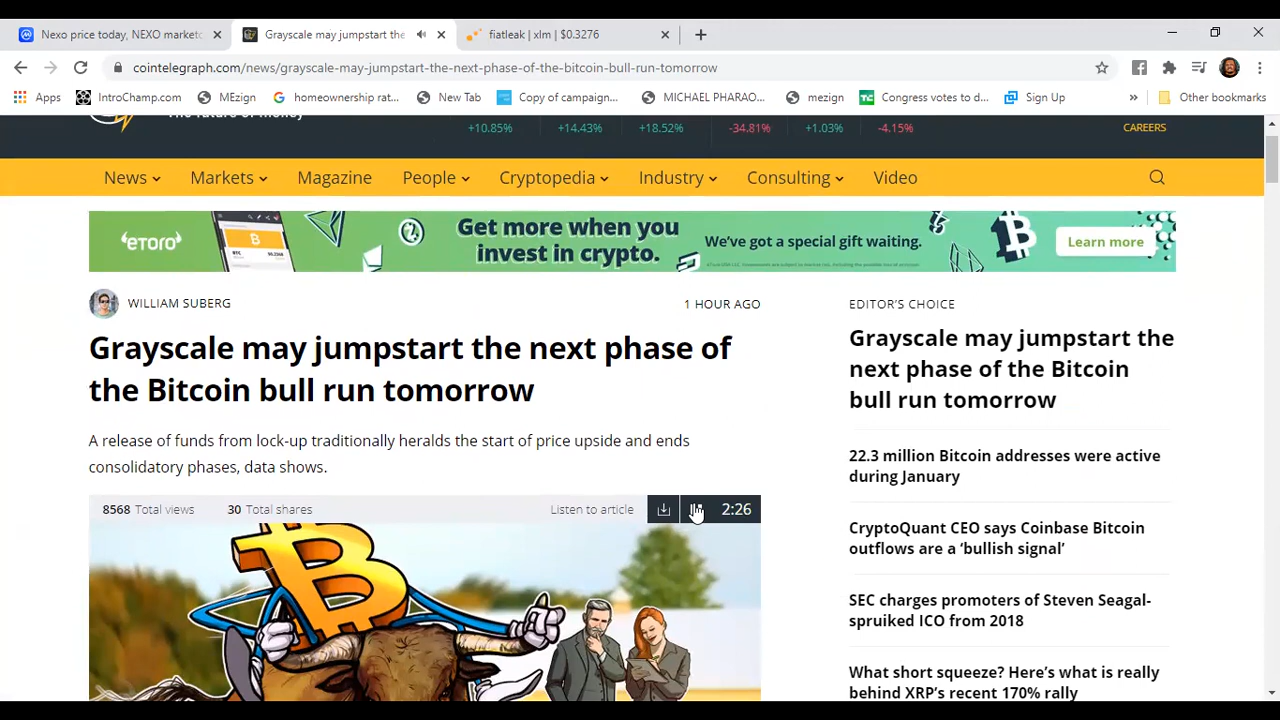 Nexo price today, NEXO marketc
Grayscale may jumpstart the
fiatleak | xlm | $0.3276
cointelegraph.com/news/grayscale-may-jumpstart-the-next-phase-of-the-bitcoin-bull-run-tomorrow
Apps IntroChamp.com MEzign homeownership rat... New Tab Copy of campaign... MICHAEL PHARAO... mezign Congress votes to d... Sign Up » Other bookmarks
The future of money
+10.85% +14.43% +18.52% -34.81% +1.03% -4.15% CAREERS
News Markets Magazine People Cryptopedia Industry Consulting Video
eTORO
Get more when you
invest in crypto.
We've got a special gift waiting.
Learn more
WILLIAM SUBERG 1 HOUR AGO
Grayscale may jumpstart the next phase of
the Bitcoin bull run tomorrow
A release of funds from lock-up traditionally heralds the start of price upside and ends
consolidatory phases, data shows.
8568 Total views 30 Total shares Listen to article 2:26
EDITOR'S CHOICE
Grayscale may jumpstart the
next phase of the Bitcoin
bull run tomorrow
22.3 million Bitcoin addresses were active
during January
CryptoQuant CEO says Coinbase Bitcoin
outflows are a 'bullish signal'
SEC charges promoters of Steven Seagal-
spruiked ICO from 2018
What short squeeze? Here's what is really
behind XRP's recent 170% rally